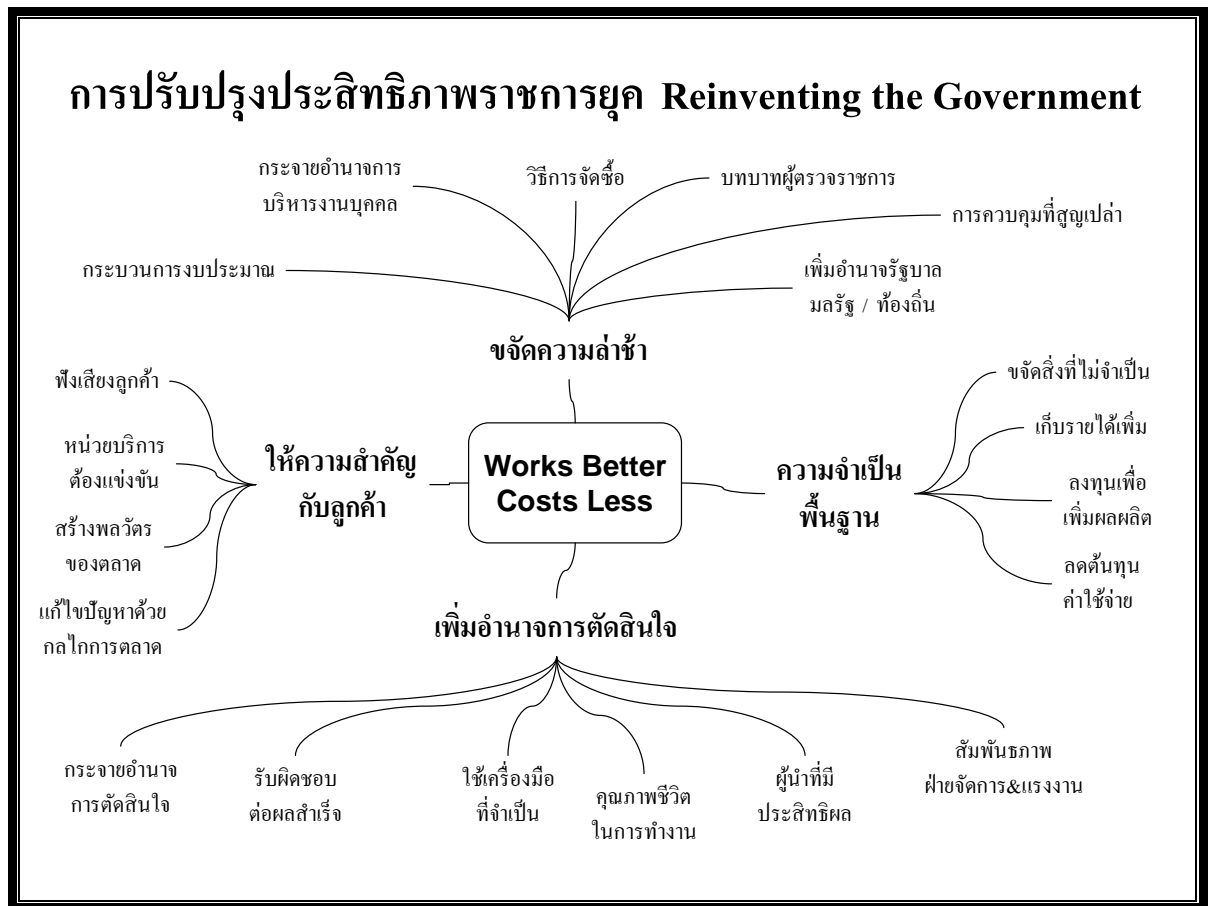 การปรับปรุงประสิทธิภาพราชการยุค Reinventing the Government
กระจายอำนาจการ
บริหารงานบุคคล
วิธีการจัดซื้อ
บทบาทผู้ตรวจราชการ
การควบคุมที่สูญเปล่า
กระบวนการงบประมาณ
เพิ่มอำนาจรัฐบาล
มลรัฐ / ท้องถิ่น
ขจัดความล่าช้า
ฟังเสียงลูกค้า
หน่วยบริการ
ต้องแข่งขัน
สร้างพลวัตร
ของตลาด
แก้ไขปัญหาด้วย
กลไกการตลาด
ให้ความสำคัญ
กับลูกค้า
Works Better
Costs Less
ความจำเป็น
พื้นฐาน
ขจัดสิ่งที่ไม่จำเป็น
เก็บรายได้เพิ่ม
ลงทุนเพื่อ
เพิ่มผลผลิต
ลดต้นทุน
ค่าใช้จ่าย
เพิ่มอำนาจการตัดสินใจ
กระจายอำนาจ
การตัดสินใจ
รับผิดชอบ
ต่อผลสำเร็จ
ใช้เครื่องมือ
ที่จำเป็น
คุณภาพชีวิต
ในการทำงาน
ผู้นำที่มี
ประสิทธิผล
สัมพันธภาพ
ฝ่ายจัดการ&แรงงาน